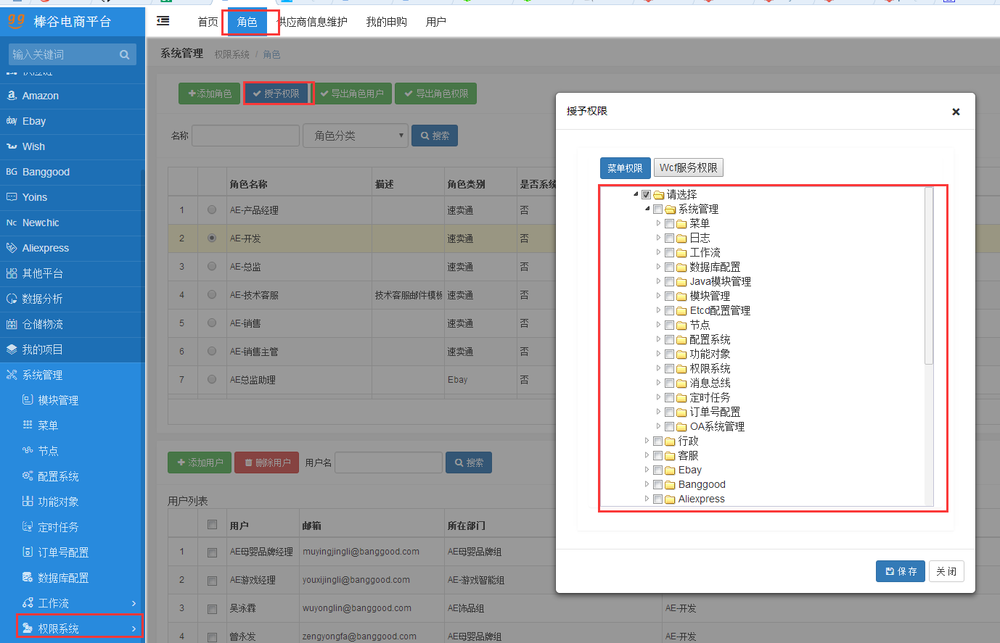 棒谷电商平台
首页 角色 供应商信息维护 我的申购 用户
输入关键词
系统管理 权限系统 / 角色
供应链
Amazon
Ebay
Wish
BG Banggood
Yoins
Nc Newchic
Aliexpress
其他平台
数据分析
仓储物流
我的项目
系统管理
模块管理
菜单
节点
配置系统
功能对象
定时任务
订单号配置
数据库配置
工作流
权限系统
添加角色 授予权限 导出角色用户 导出角色权限
名称 角色分类 搜索
角色名称 描述 角色类别 是否系统
1 AE-产品经理 速卖通 否
2 AE-开发 速卖通 否
3 AE-总监 速卖通 否
4 AE-技术客服 技术客服邮件模板 速卖通 否
5 AE-销售 速卖通 否
6 AE-销售主管 速卖通 否
7 AE总监助理 Ebay 否
添加用户 删除用户 用户名 搜索
用户列表
用户 邮箱 所在部门
1 AE母婴品牌经理 muyingjingli@banggood.com AE母婴品牌组
2 AE游戏经理 youxijingli@banggood.com AE-游戏智能组
3 吴泳霖 wuyonglin@banggood.com AE饰品组 AE-开发
4 曾永发 zengyongfa@banggood.com AE母婴品牌组 AE-开发
授予权限
菜单权限 Wcf服务权限
请选择
系统管理
菜单
日志
工作流
数据库配置
Java模块管理
模块管理
Etcd配置管理
节点
配置系统
功能对象
权限系统
消息总线
定时任务
订单号配置
OA系统管理
行政
客服
Ebay
Banggood
Aliexpress
保存 关闭